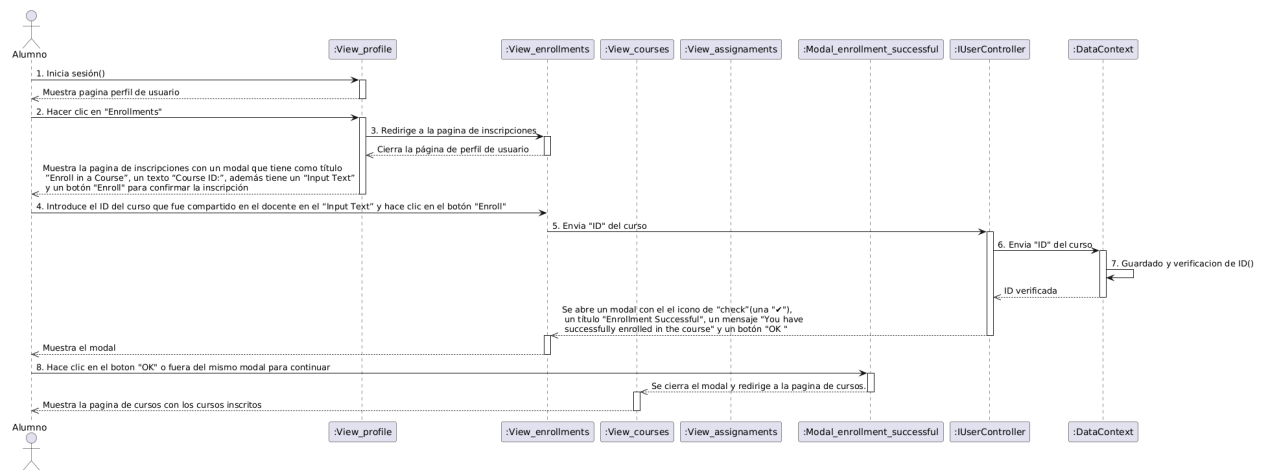 Alumno
:View_profile
:View_enrollments
:View_courses
:View_assignaments
:Modal_enrollment_successful
:IUserController
:DataContext
1. Inicia sesión()
Muestra pagina perfil de usuario
2. Hacer clic en "Enrollments"
3. Redirige a la pagina de inscripciones
Cierra la página de perfil de usuario
Muestra la pagina de inscripciones con un modal que tiene como título
“Enroll in a Course”, un texto “Course ID:”, además tiene un “Input Text”
y un botón "Enroll" para confirmar la inscripción
4. Introduce el ID del curso que fue compartido en el docente en el “Input Text” y hace clic en el botón "Enroll"
5. Envia "ID" del curso
6. Envia "ID" del curso
7. Guardado y verificacion de ID()
ID verificada
Se abre un modal con el el icono de “check”(una "✔"),
un título "Enrollment Successful", un mensaje "You have
successfully enrolled in the course" y un botón "OK "
Muestra el modal
8. Hace clic en el boton "OK" o fuera del mismo modal para continuar
Se cierra el modal y redirige a la pagina de cursos.
Muestra la pagina de cursos con los cursos inscritos
Alumno
:View_profile
:View_enrollments
:View_courses
:View_assignaments
:Modal_enrollment_successful
:IUserController
:DataContext